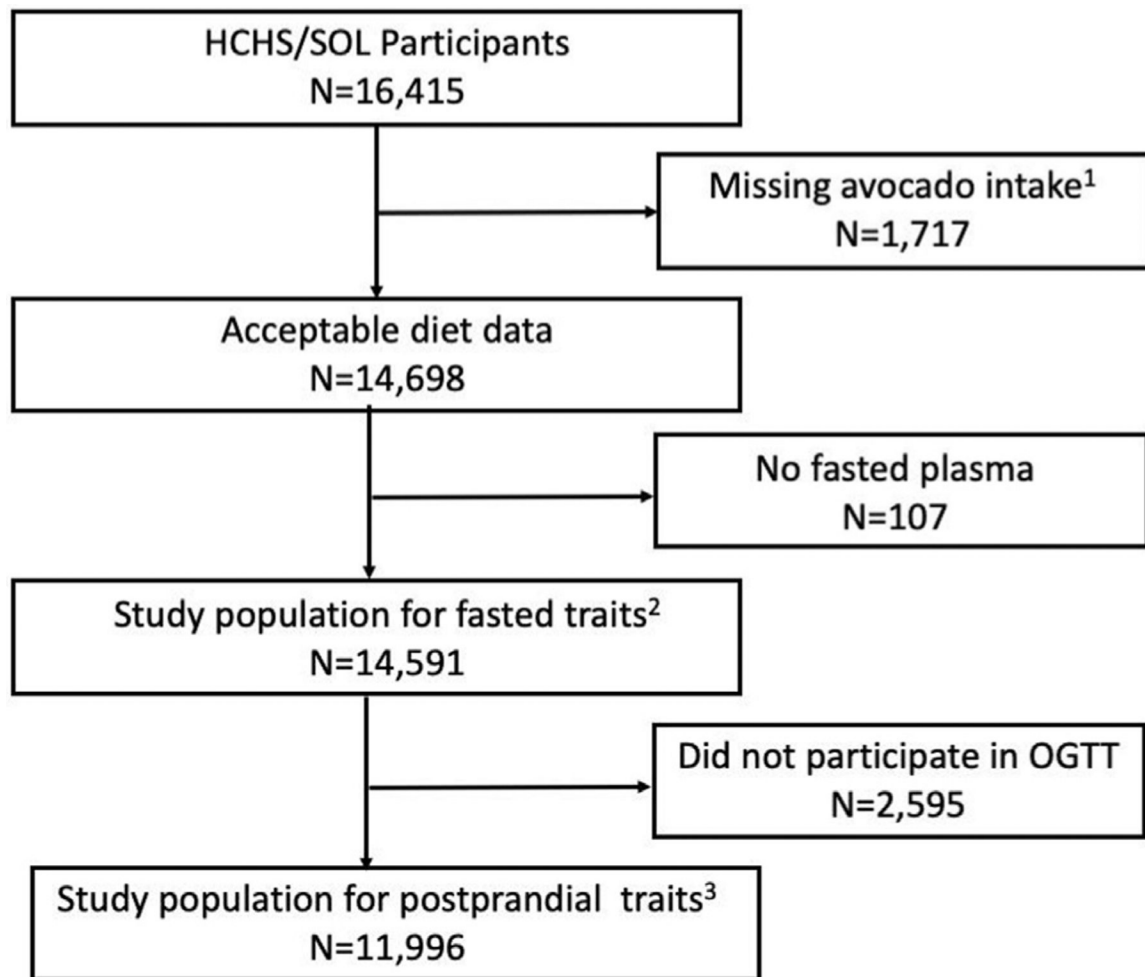 HCHS/SOL Participants
N=16,415
Missing avocado intake¹
N=1,717
Acceptable diet data
N=14,698
No fasted plasma
N=107
Study population for fasted traits²
N=14,591
Did not participate in OGTT
N=2,595
Study population for postprandial traits³
N=11,996